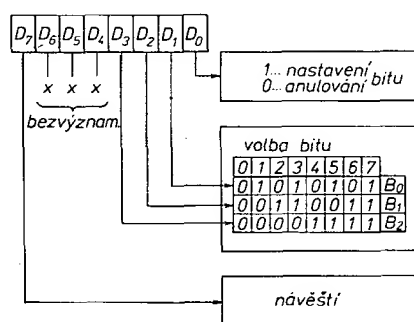 D7 D6 D5 D4 D3 D2 D1 D0
1... nastavení
0... anulování
bitu
x x x
bezvýznam.
volba bitu
0 1 2 3 4 5 6 7
0 1 0 1 0 1 0 1 B0
0 0 1 1 0 0 1 1 B1
0 0 0 0 1 1 1 1 B2
návěští